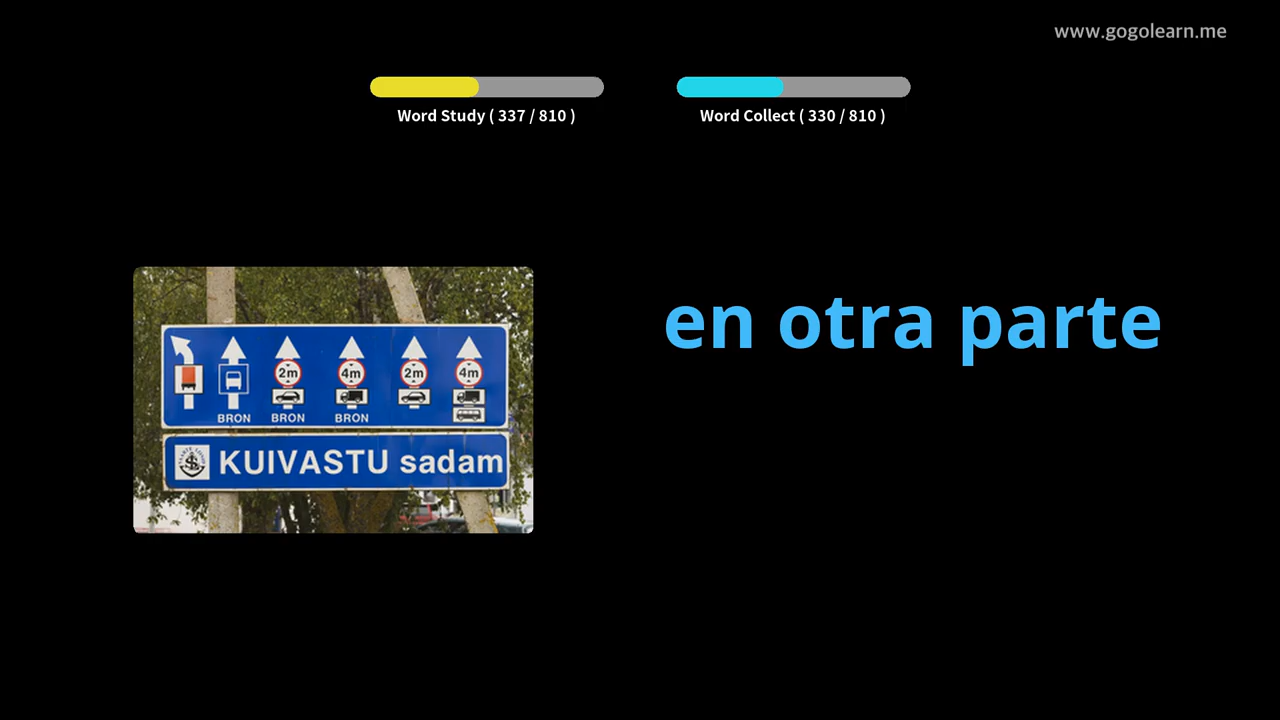 www.gogolearn.me
Word Study ( 337 / 810 )
Word Collect ( 330 / 810 )
en otra parte
2m 4m 2m 4m
BRON BRON BRON
KUIVASTU sadam